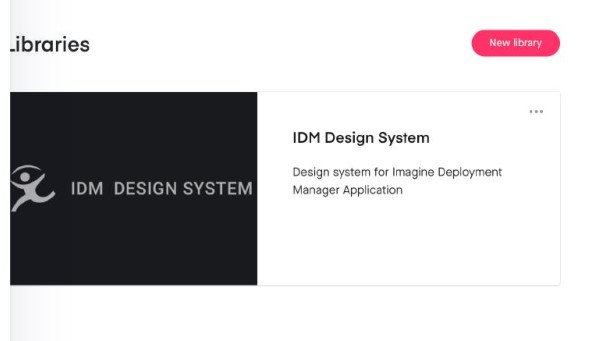 Libraries
New library
IDM DESIGN SYSTEM
IDM Design System
Design system for Imagine Deployment
Manager Application